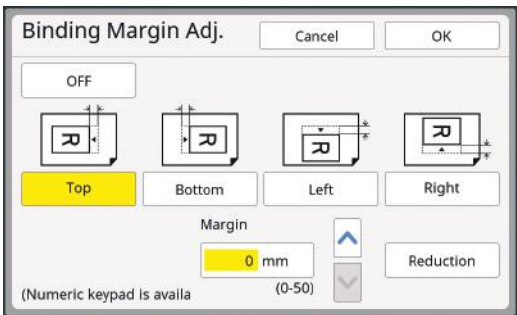 Binding Margin Adj.
Cancel
OK
OFF
R
R
R
R
Top
Bottom
Left
Right
Margin
0 mm
(0-50)
Reduction
(Numeric keypad is availa